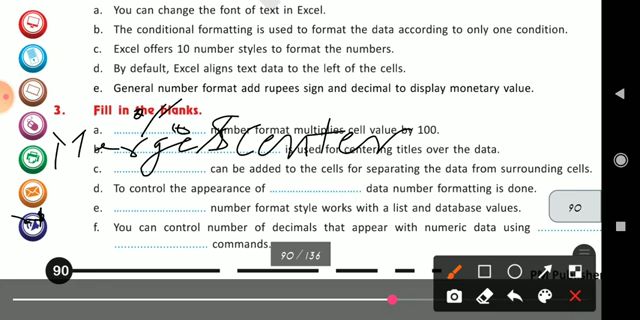 a. You can change the font of text in Excel.
b. The conditional formatting is used to format the data according to only one condition.
c. Excel offers 10 number styles to format the numbers.
d. By default, Excel aligns text data to the left of the cells.
e. General number format add rupees sign and decimal to display monetary value.
3. Fill in the blanks.
a. ........................ number format multiplies cell value by 100.
Merge & center
b. ........................ is used for centering titles over the data.
c. ........................ can be added to the cells for separating the data from surrounding cells.
d. To control the appearance of ........................ data number formatting is done.
e. ........................ number format style works with a list and database values.
90
f. You can control number of decimals that appear with numeric data using ................
........................ commands.
90
90 / 136